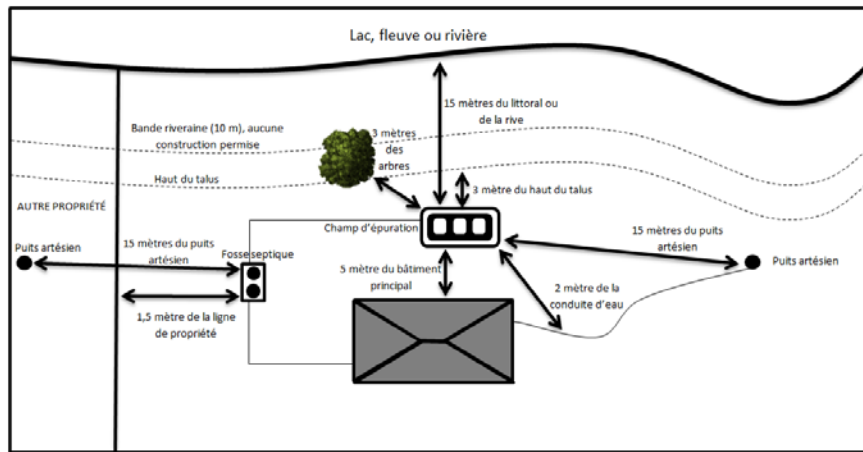 Lac, fleuve ou rivière
15 mètres du littoral ou
de la rive
Bande riveraine (10 m), aucune
construction permise
3 mètres
des
arbres
Haut du talus
3 mètre du haut du talus
AUTRE PROPRIÉTÉ
Champ d'épuration
15 mètres du puits
artésien
Puits artésien
15 mètres du puits
artésien
Fosse septique
Puits artésien
5 mètre du bâtiment
principal
2 mètre de la
conduite d'eau
1,5 mètre de la ligne
de propriété